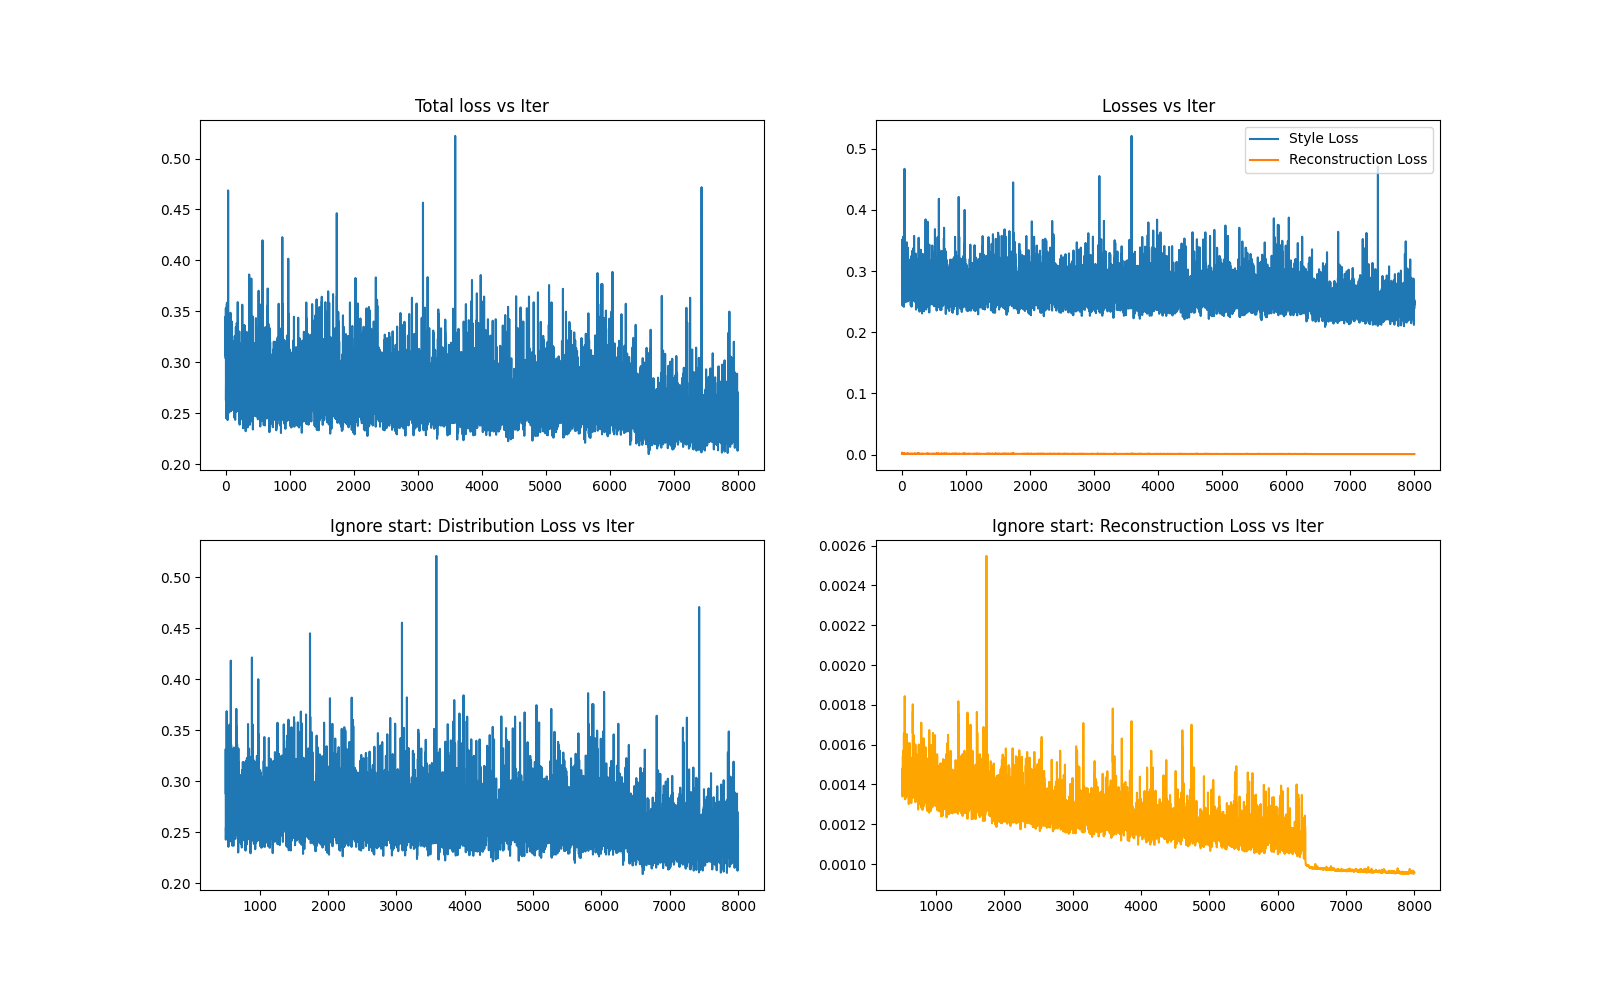 Total loss vs Iter
0.50
0.45
0.40
0.35
0.30
0.25
0.20
0 1000 2000 3000 4000 5000 6000 7000 8000
Losses vs Iter
Style Loss
Reconstruction Loss
0.5
0.4
0.3
0.2
0.1
0.0
0 1000 2000 3000 4000 5000 6000 7000 8000
Ignore start: Distribution Loss vs Iter
0.50
0.45
0.40
0.35
0.30
0.25
0.20
1000 2000 3000 4000 5000 6000 7000 8000
Ignore start: Reconstruction Loss vs Iter
0.0026
0.0024
0.0022
0.0020
0.0018
0.0016
0.0014
0.0012
0.0010
1000 2000 3000 4000 5000 6000 7000 8000